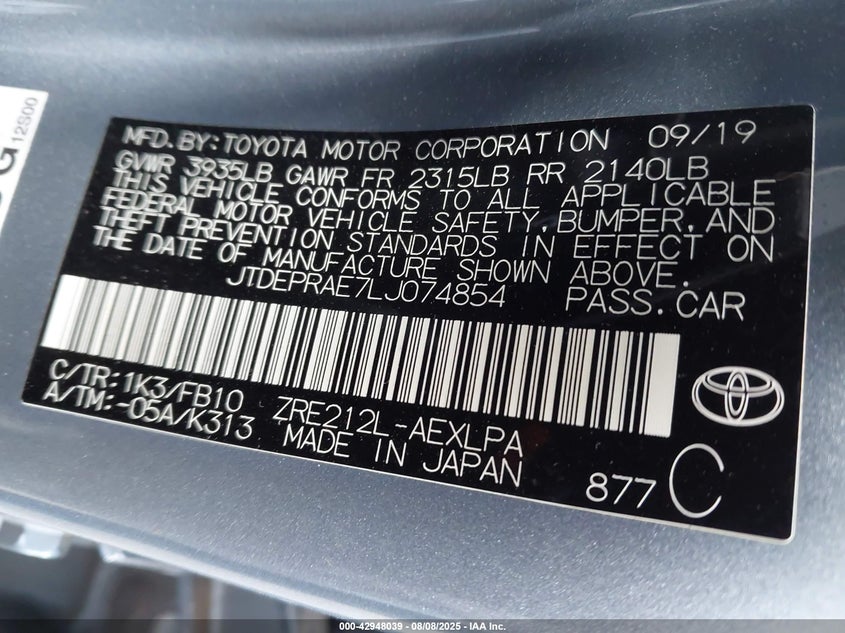 G
12S00
MFD.BY:TOYOTA MOTOR CORPORATION 09/19
GVWR 3935LB GAWR FR 2315LB RR 2140LB
THIS VEHICLE CONFORMS TO ALL APPLICABLE
FEDERAL MOTOR VEHICLE SAFETY,BUMPER,AND
THEFT PREVENTION STANDARDS IN EFFECT ON
THE DATE OF MANUFACTURE SHOWN ABOVE.
JTDEPRAE7LJ074854 PASS.CAR
C/TR:1K3/FB10
A/TM:-05A/K313
ZRE212L-AEXLPA
MADE IN JAPAN
877 C
000-42948039 | 08/08/2025 - IAA Inc.